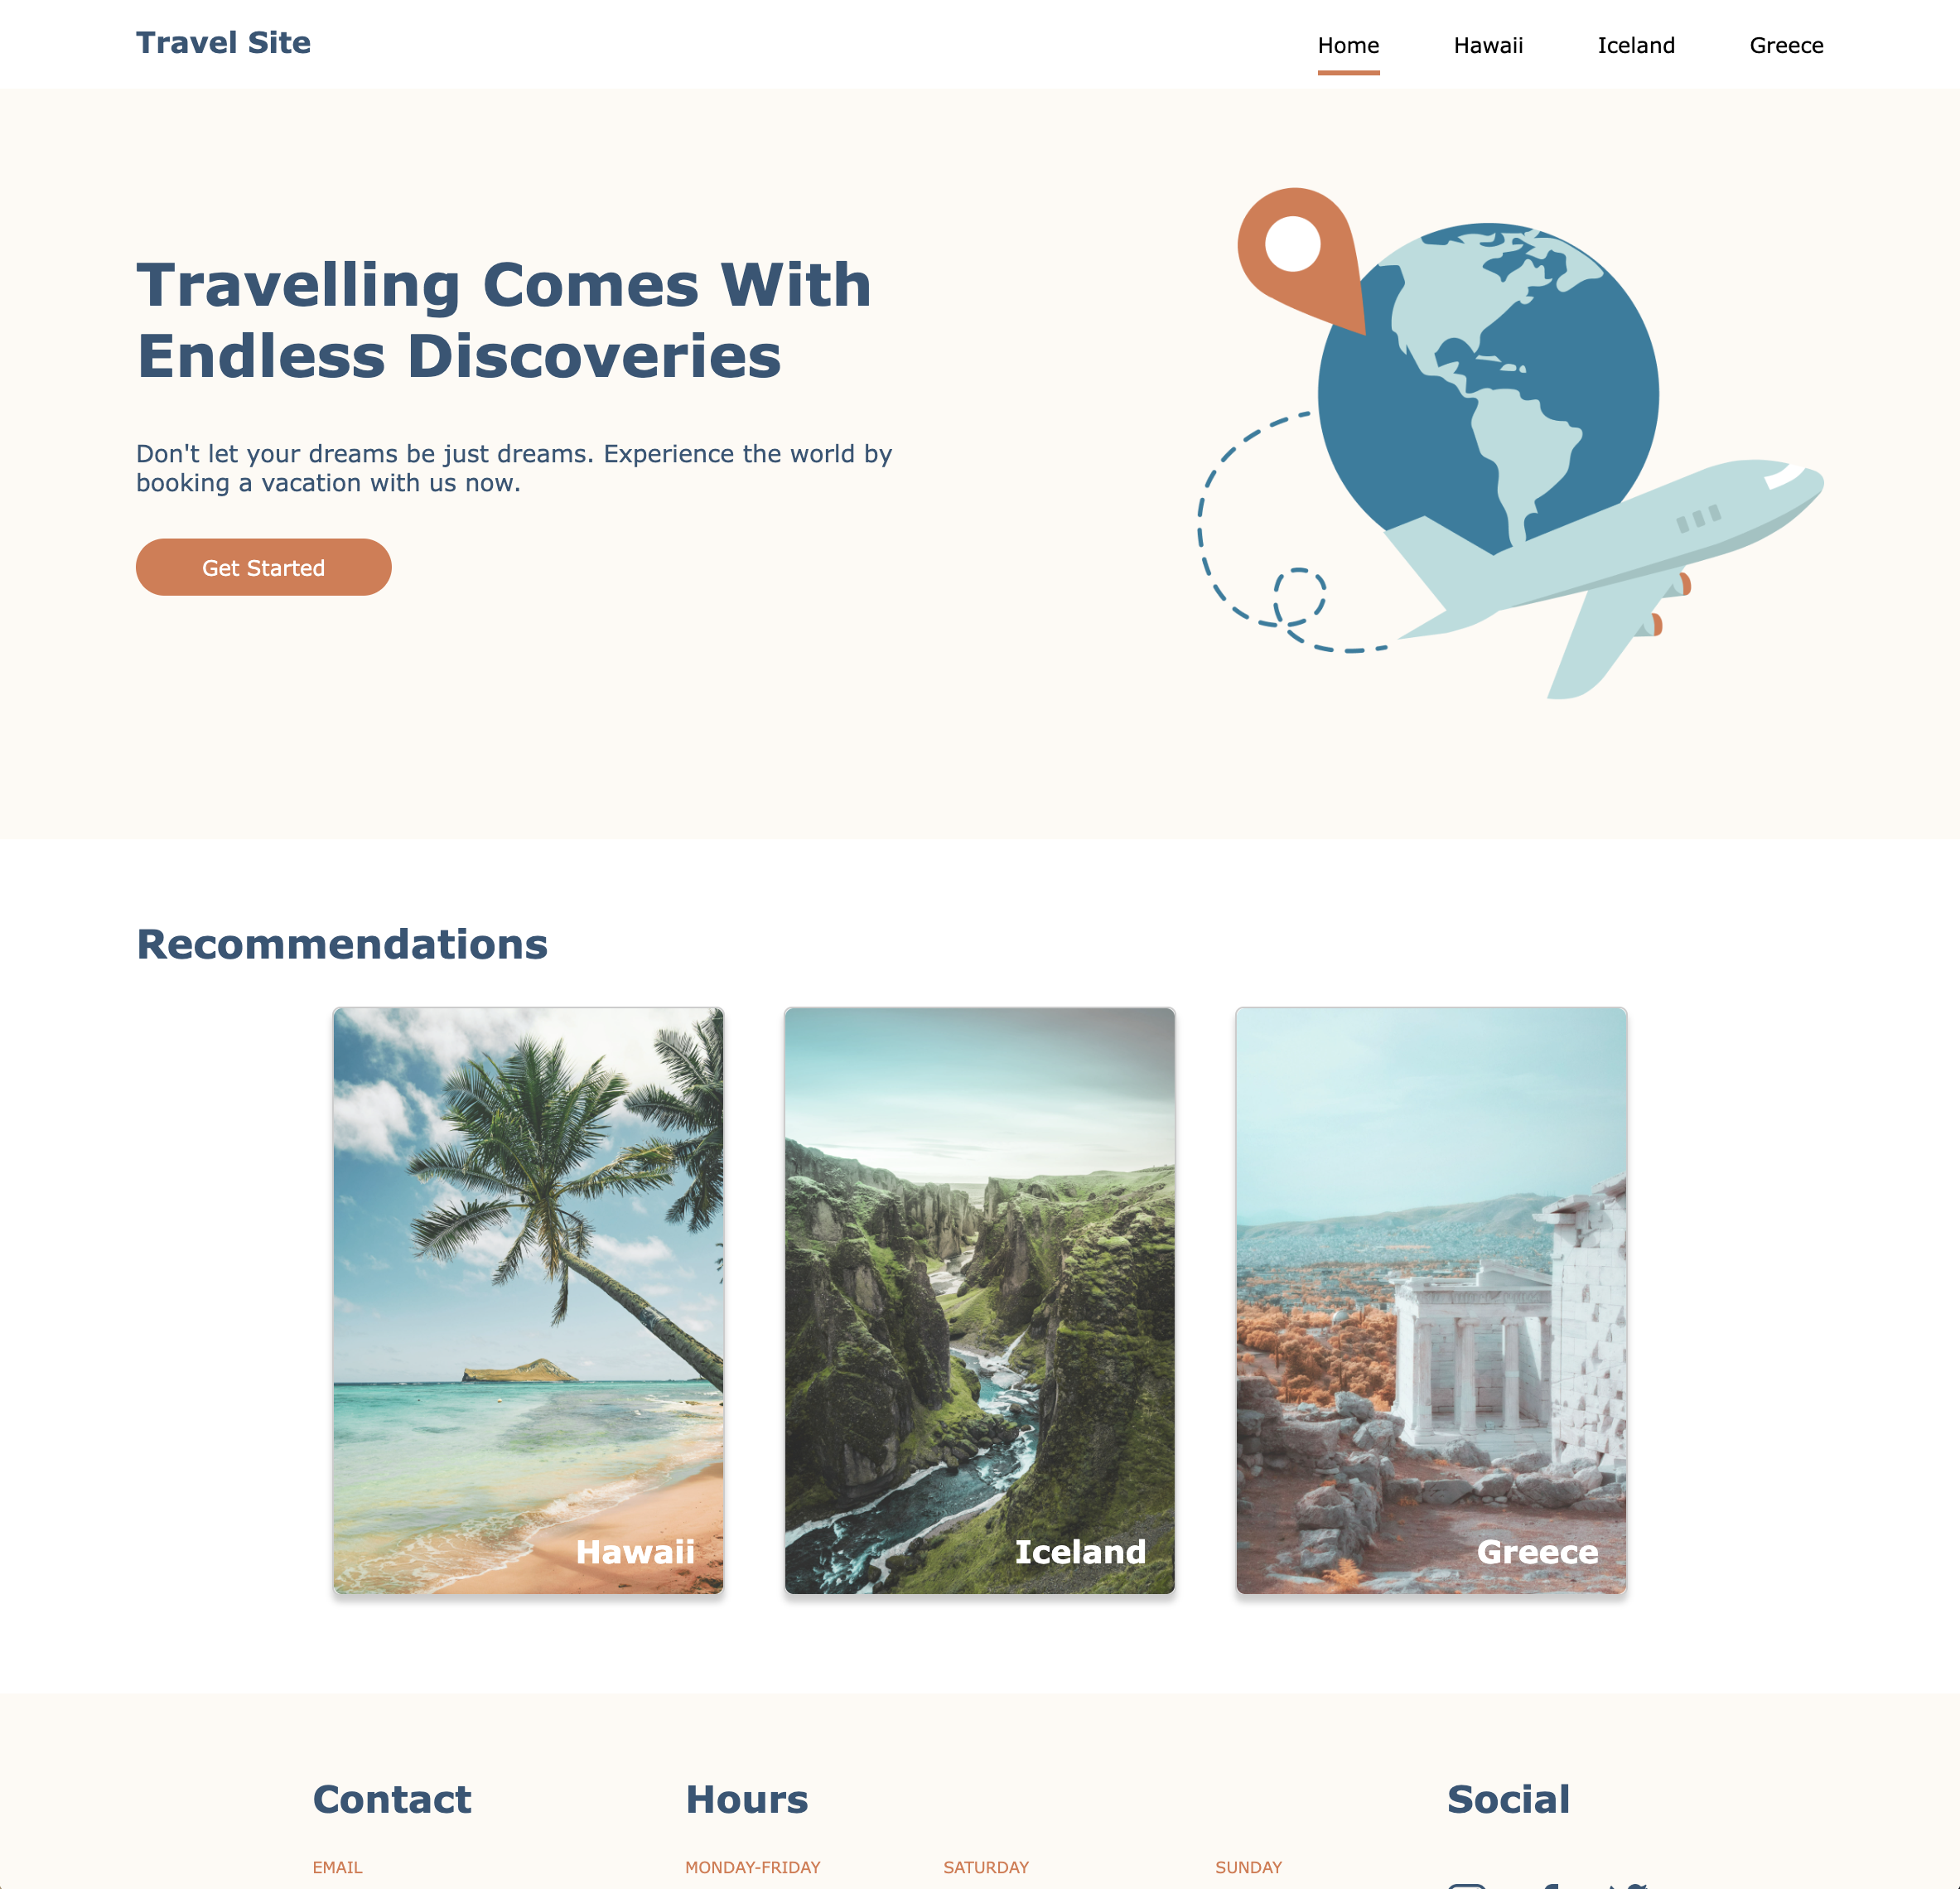 Travel Site
Home
Hawaii
Iceland
Greece
Travelling Comes With
Endless Discoveries
Don't let your dreams be just dreams. Experience the world by
booking a vacation with us now.
Get Started
Recommendations
Hawaii
Iceland
Greece
Contact
Hours
Social
EMAIL
MONDAY-FRIDAY
SATURDAY
SUNDAY